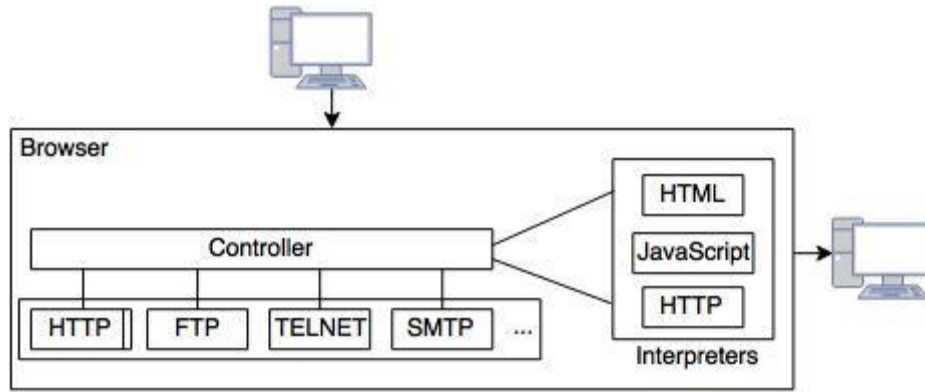 Browser
Controller
HTTP
FTP
TELNET
SMTP
...
HTML
JavaScript
HTTP
Interpreters